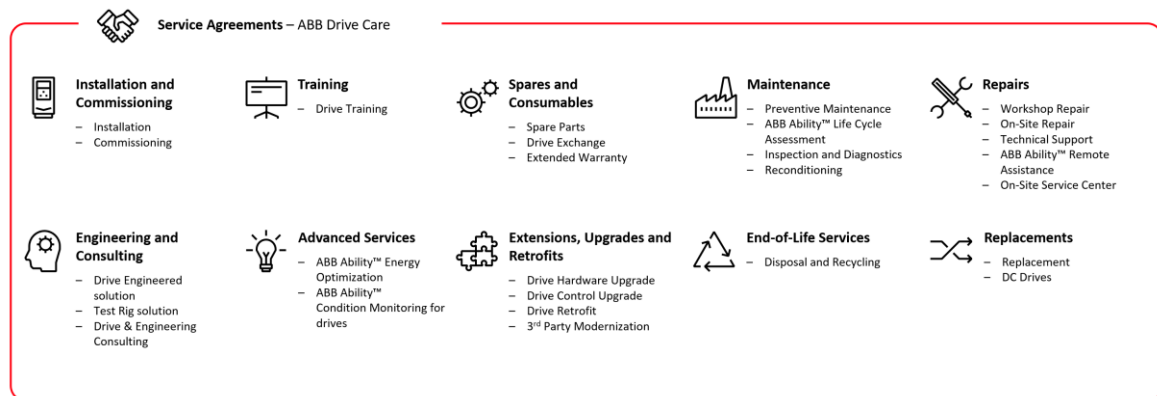 Service Agreements – ABB Drive Care
Installation and
Commissioning
– Installation
– Commissioning
Training
– Drive Training
Spares and
Consumables
– Spare Parts
– Drive Exchange
– Extended Warranty
Maintenance
– Preventive Maintenance
– ABB Ability™ Life Cycle
Assessment
– Inspection and Diagnostics
– Reconditioning
Repairs
– Workshop Repair
– On-Site Repair
– Technical Support
– ABB Ability™ Remote
Assistance
– On-Site Service Center
Engineering and
Consulting
– Drive Engineered
solution
– Test Rig solution
– Drive & Engineering
Consulting
Advanced Services
– ABB Ability™ Energy
Optimization
– ABB Ability™
Condition Monitoring for
drives
Extensions, Upgrades and
Retrofits
– Drive Hardware Upgrade
– Drive Control Upgrade
– Drive Retrofit
– 3rd Party Modernization
End-of-Life Services
– Disposal and Recycling
Replacements
– Replacement
– DC Drives